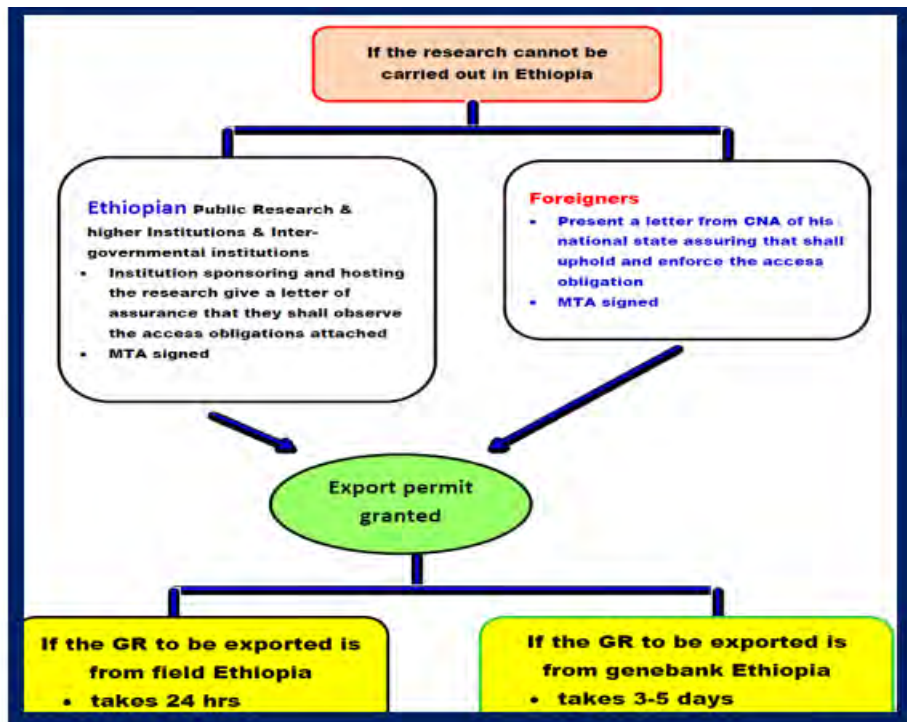 If the research cannot be
carried out in Ethiopia
Ethiopian Public Research &
higher Institutions & Inter-
governmental institutions
• Institution sponsoring and hosting
the research give a letter of
assurance that they shall observe
the access obligations attached
• MTA signed
Foreigners
• Present a letter from CNA of his
national state assuring that shall
uphold and enforce the access
obligation
• MTA signed
Export permit
granted
If the GR to be exported is
from field Ethiopia
• takes 24 hrs
If the GR to be exported is
from genebank Ethiopia
• takes 3-5 days